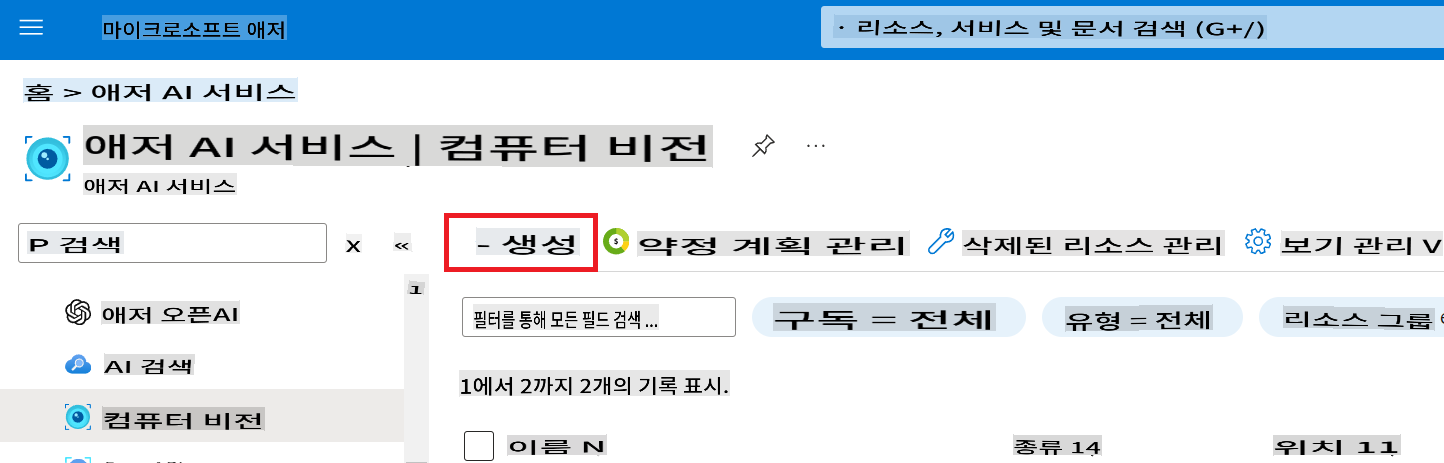 마이크로소프트 애저
· 리소스, 서비스 및 문서 검색 (G+/)
홈 > 애저 AI 서비스
애저 AI 서비스 | 컴퓨터 비전
애저 AI 서비스
P 검색
x
«
- 생성
약정 계획 관리
삭제된 리소스 관리
보기 관리 V
1
애저 오픈AI
AI 검색
컴퓨터 비전
필터를 통해 모든 필드 검색 ...
구독 = 전체
유형 = 전체
리소스 그룹
1에서 2까지 2개의 기록 표시.
이름 N
종류 14
위치 11